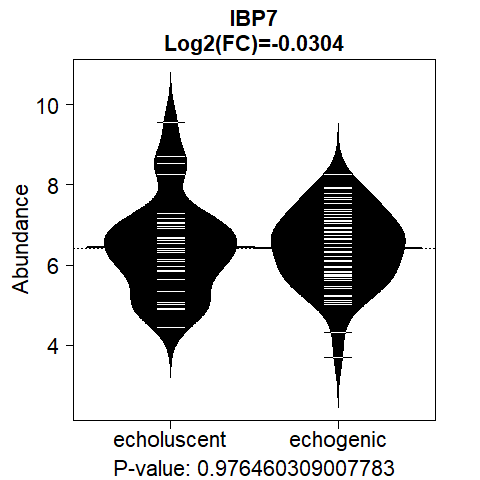 IBP7
Log2(FC)=-0.0304
Abundance
10
8
6
4
echoluscent echogenic
P-value: 0.976460309007783